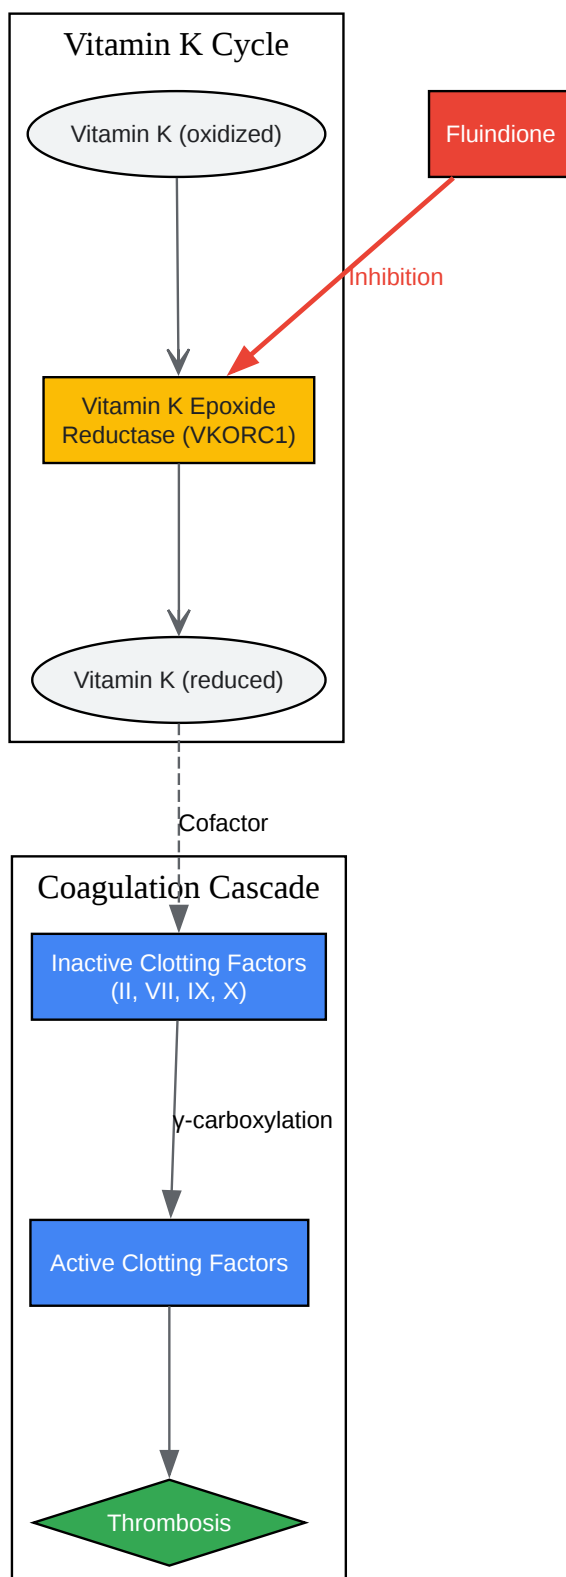 Vitamin K Cycle
Vitamin K (oxidized)
Fluindione
Inhibition
Vitamin K Epoxide
Reductase (VKORC1)
Vitamin K (reduced)
Cofactor
Coagulation Cascade
Inactive Clotting Factors
(II, VII, IX, X)
γ-carboxylation
Active Clotting Factors
Thrombosis